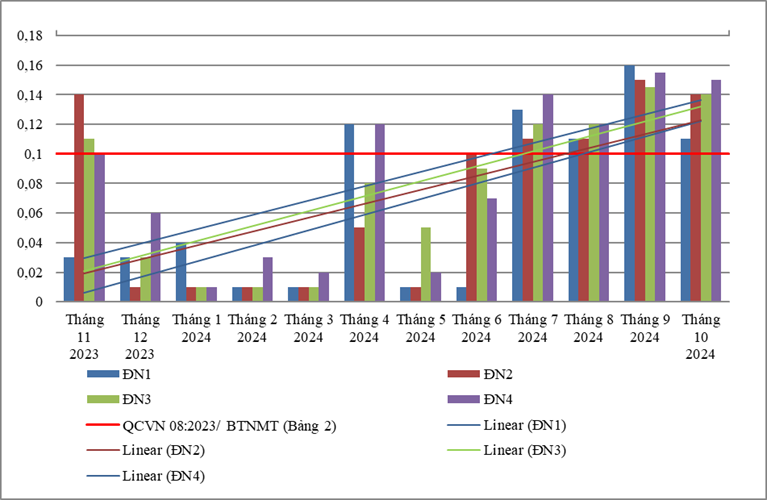 0,18
0,16
0,14
0,12
0,1
0,08
0,06
0,04
0,02
0
Tháng 11 2023
Tháng 12 2023
Tháng 1 2024
Tháng 2 2024
Tháng 3 2024
Tháng 4 2024
Tháng 5 2024
Tháng 6 2024
Tháng 7 2024
Tháng 8 2024
Tháng 9 2024
Tháng 10 2024
ĐN1
ĐN2
ĐN3
ĐN4
QCVN 08:2023/ BTNMT (Bảng 2)
Linear (ĐN1)
Linear (ĐN2)
Linear (ĐN3)
Linear (ĐN4)